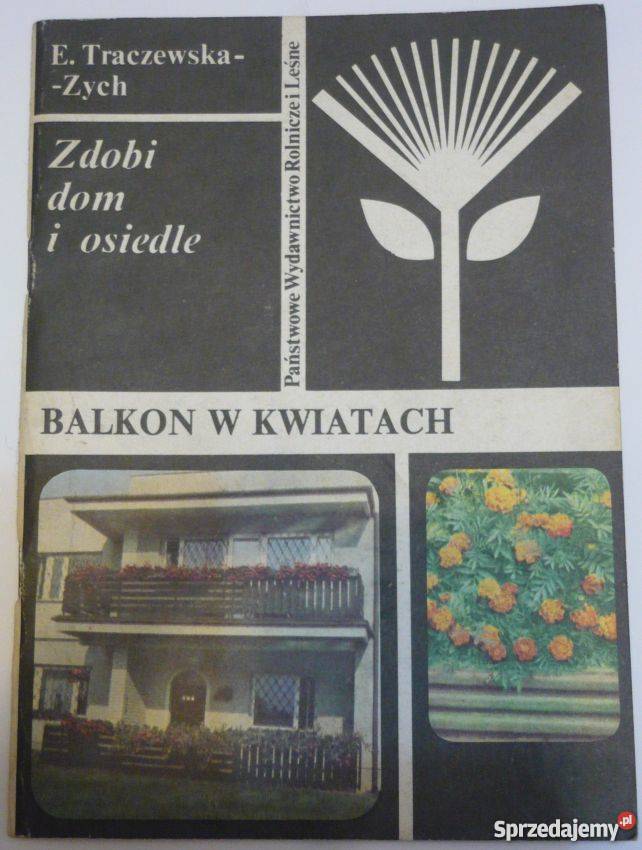 E. Traczewska-
-Zych
Zdobi
dom
i osiedle
Państwowe Wydawnictwo Rolnicze i Leśne
BALKON W KWIATACH
Sprzedajemy.pl